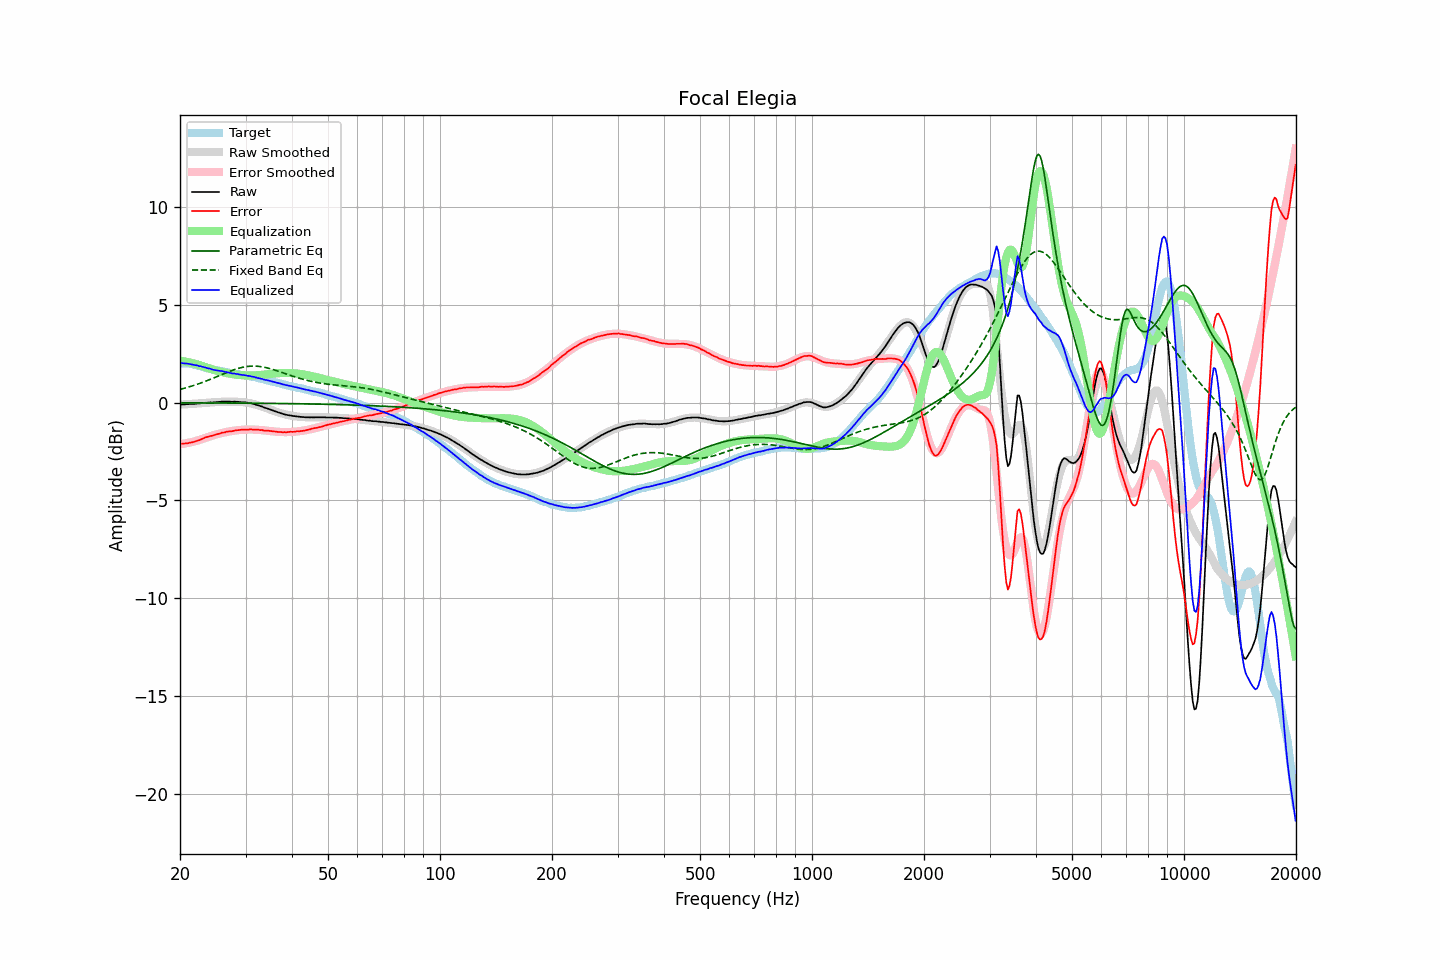 Focal Elegia
Target
Raw Smoothed
Error Smoothed
Raw
Error
Equalization
Parametric Eq
Fixed Band Eq
Equalized
10
5
0
−5
−10
−15
−20
Amplitude (dBr)
20 50 100 200 500 1000 2000 5000 10000 20000
Frequency (Hz)